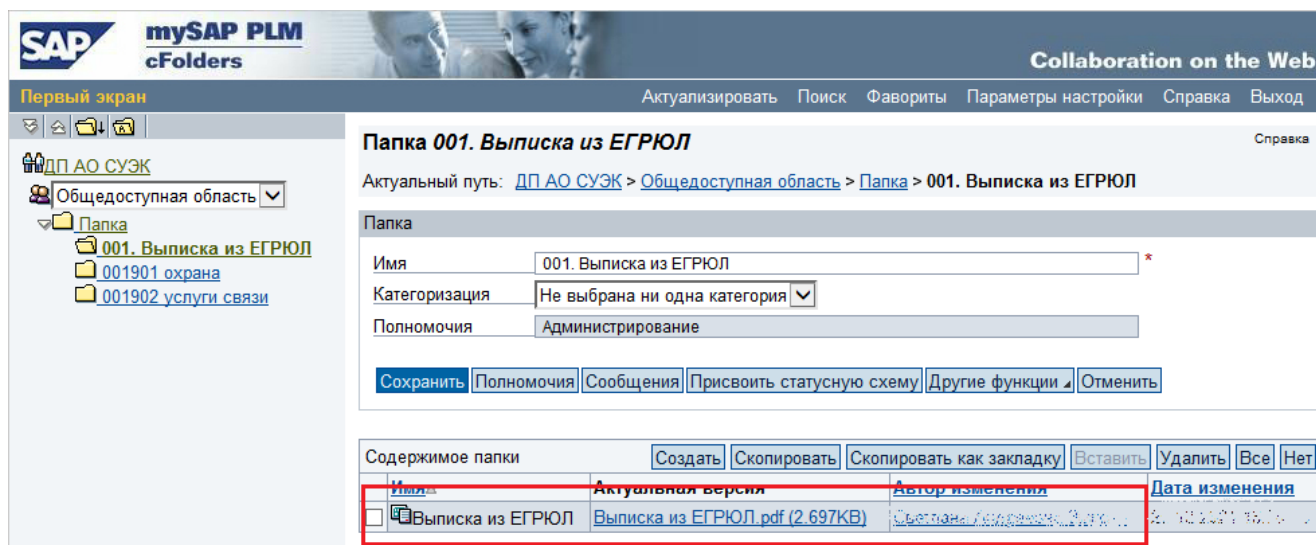 SAP
mySAP PLM
cFolders
Collaboration on the Web
Первый экран
Актуализировать Поиск Фавориты Параметры настройки Справка Выход
ДП АО СУЭК
Общедоступная область
Папка
001. Выписка из ЕГРЮЛ
001901 охрана
001902 услуги связи
Папка 001. Выписка из ЕГРЮЛ
Справка
Актуальный путь: ДП АО СУЭК > Общедоступная область > Папка > 001. Выписка из ЕГРЮЛ
Папка
Имя 001. Выписка из ЕГРЮЛ *
Категоризация Не выбрана ни одна категория
Полномочия Администрирование
Сохранить Полномочия Сообщения Присвоить статусную схему Другие функции Отменить
Содержимое папки Создать Скопировать Скопировать как закладку Вставить Удалить Все Нет
Имя Актуальная версия Автор изменения Дата изменения
Выписка из ЕГРЮЛ Выписка из ЕГРЮЛ.pdf (2.697KB) Светлана